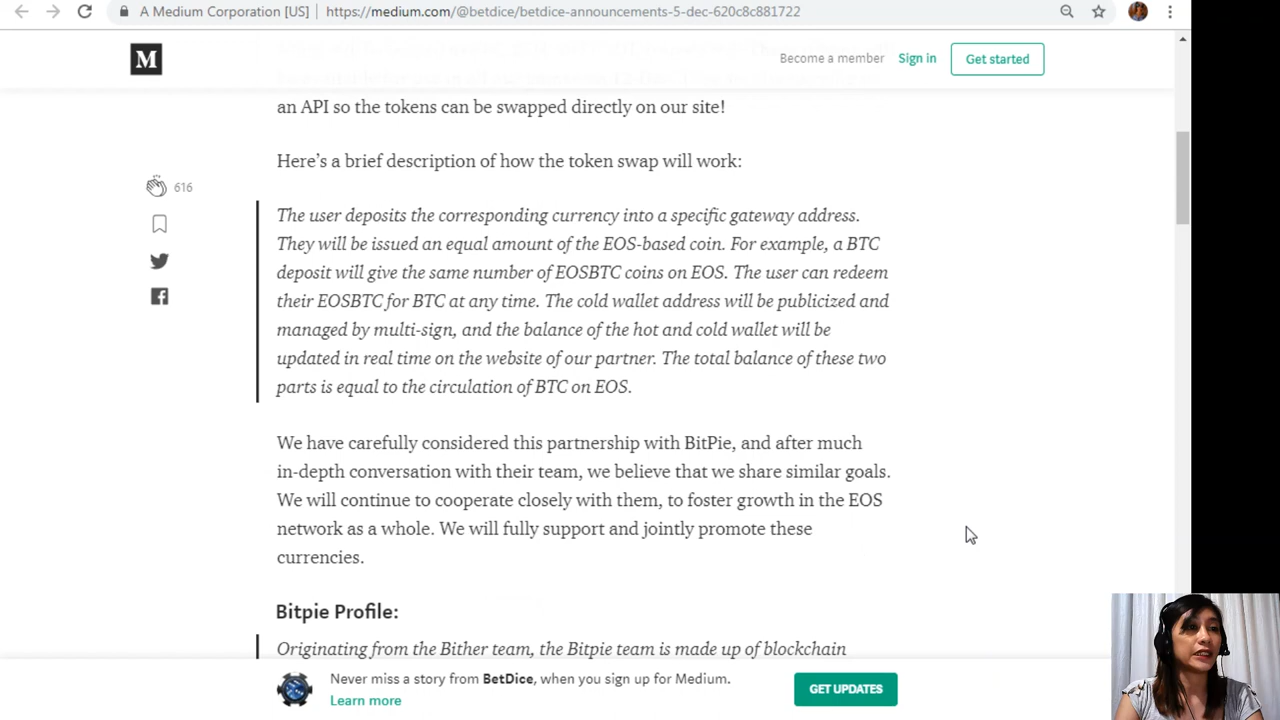 A Medium Corporation [US] | https://medium.com/@betdice/betdice-announcements-5-dec-620c8c881722
M
Become a member
Sign in
Get started
an API so the tokens can be swapped directly on our site!
Here's a brief description of how the token swap will work:
616
The user deposits the corresponding currency into a specific gateway address.
They will be issued an equal amount of the EOS-based coin. For example, a BTC
deposit will give the same number of EOSBTC coins on EOS. The user can redeem
their EOSBTC for BTC at any time. The cold wallet address will be publicized and
managed by multi-sign, and the balance of the hot and cold wallet will be
updated in real time on the website of our partner. The total balance of these two
parts is equal to the circulation of BTC on EOS.
We have carefully considered this partnership with BitPie, and after much
in-depth conversation with their team, we believe that we share similar goals.
We will continue to cooperate closely with them, to foster growth in the EOS
network as a whole. We will fully support and jointly promote these
currencies.
Bitpie Profile:
Originating from the Bither team, the Bitpie team is made up of blockchain
Never miss a story from BetDice, when you sign up for Medium.
Learn more
GET UPDATES